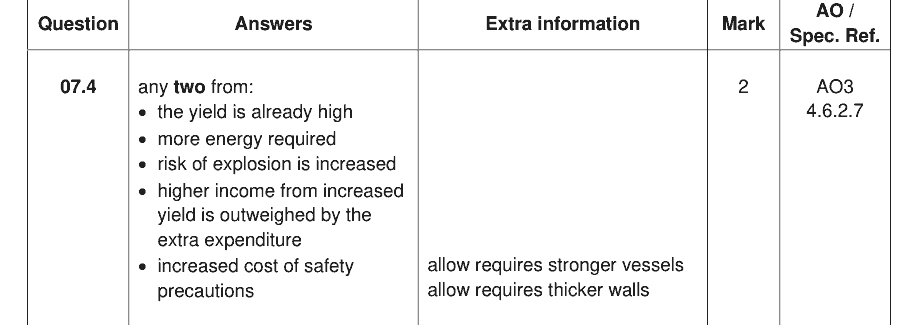 Question Answers Extra information Mark AO /
Spec. Ref.
07.4 any two from: 2 AO3
• the yield is already high 4.6.2.7
• more energy required
• risk of explosion is increased
• higher income from increased
yield is outweighed by the
extra expenditure
• increased cost of safety allow requires stronger vessels
precautions allow requires thicker walls